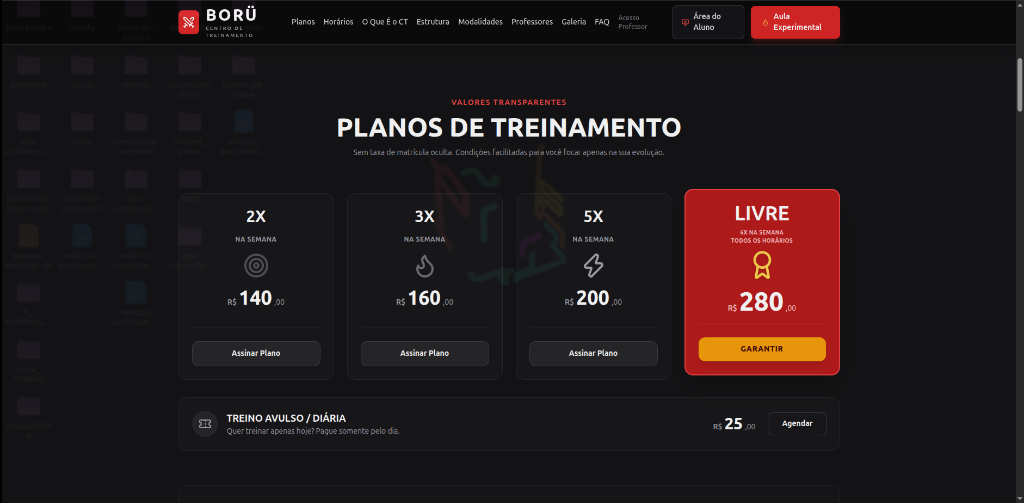 BORÜ
CENTRO DE
TREINAMENTO
Planos
Horários
O Que É o CT
Estrutura
Modalidades
Professores
Galeria
FAQ
Acesso
Professor
Área do
Aluno
Aula
Experimental
VALORES TRANSPARENTES
PLANOS DE TREINAMENTO
Sem taxa de matrícula oculta. Condições facilitadas para você focar apenas na sua evolução.
2X
NA SEMANA
R$ 140 ,00
Assinar Plano
3X
NA SEMANA
R$ 160 ,00
Assinar Plano
5X
NA SEMANA
R$ 200 ,00
Assinar Plano
LIVRE
6X NA SEMANA
TODOS OS HORÁRIOS
R$ 280 ,00
GARANTIR
TREINO AVULSO / DIÁRIA
Quer treinar apenas hoje? Pague somente pelo dia.
R$ 25 ,00
Agendar